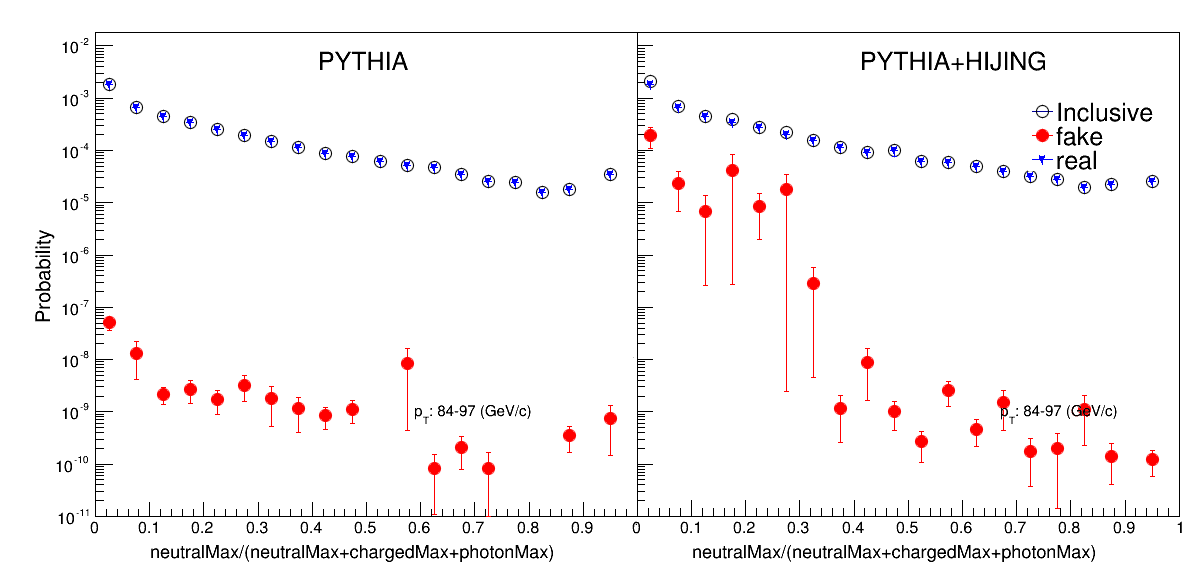 PYTHIA
PYTHIA+HIJING
Inclusive
fake
real
Probability
10^-2
10^-3
10^-4
10^-5
10^-6
10^-7
10^-8
10^-9
10^-10
10^-11
p_T: 84-97 (GeV/c)
p_T: 84-97 (GeV/c)
0 0.1 0.2 0.3 0.4 0.5 0.6 0.7 0.8 0.9 0 0.1 0.2 0.3 0.4 0.5 0.6 0.7 0.8 0.9 1
neutralMax/(neutralMax+chargedMax+photonMax)
neutralMax/(neutralMax+chargedMax+photonMax)